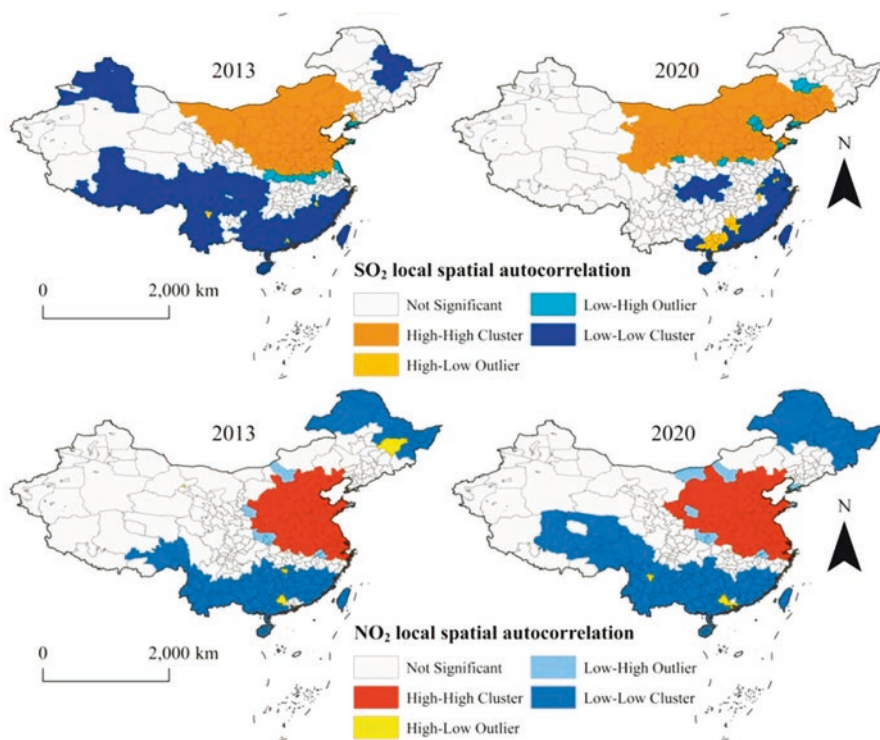 2013
2020
N
SO₂ local spatial autocorrelation
0 2,000 km
Not Significant
Low-High Outlier
High-High Cluster
Low-Low Cluster
High-Low Outlier
2013
2020
N
NO₂ local spatial autocorrelation
0 2,000 km
Not Significant
Low-High Outlier
High-High Cluster
Low-Low Cluster
High-Low Outlier